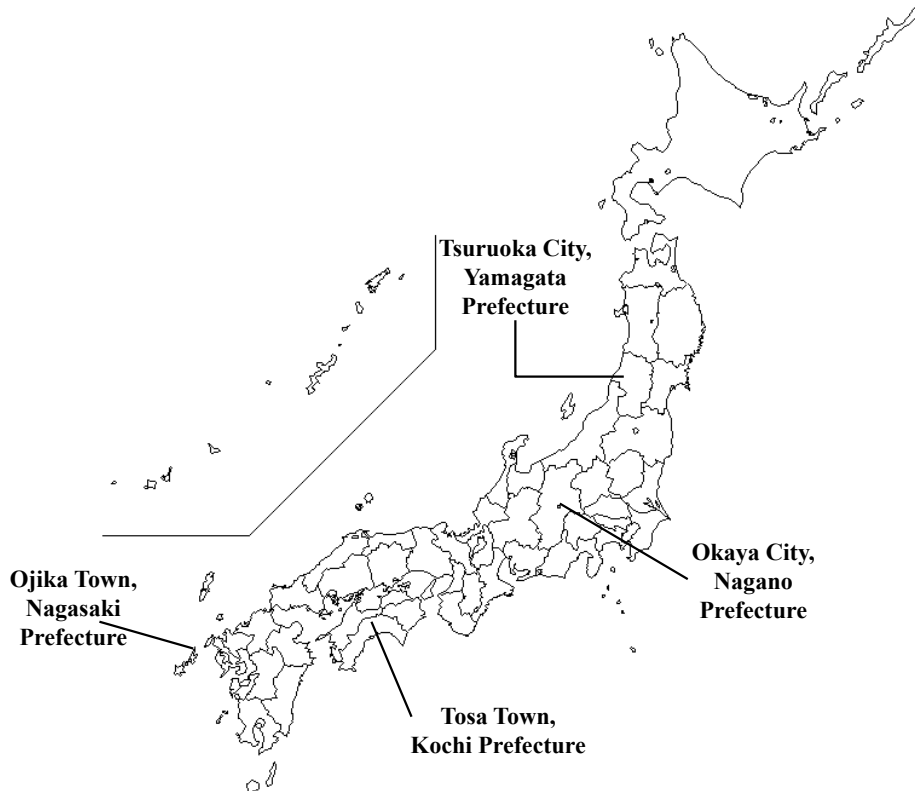 Tsuruoka City,
Yamagata
Prefecture
Ojika Town,
Nagasaki
Prefecture
Okaya City,
Nagano
Prefecture
Tosa Town,
Kochi Prefecture